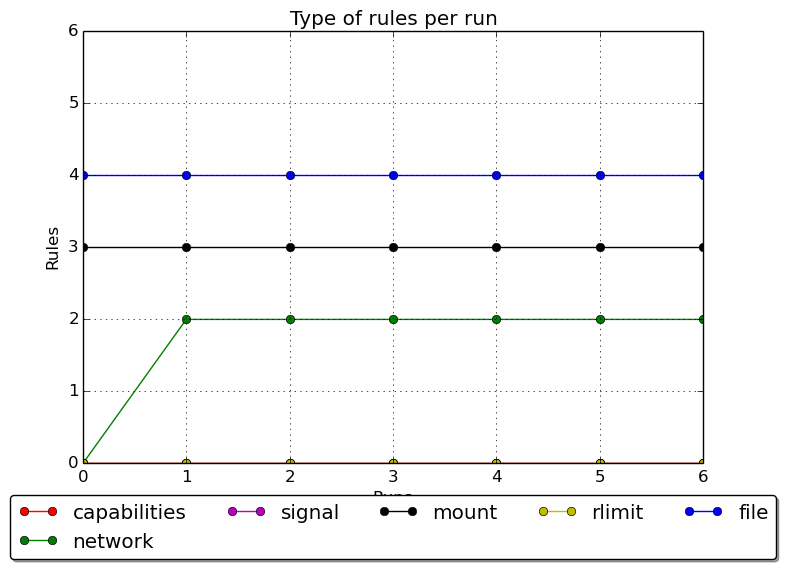 Type of rules per run
6
5
4
3
2
1
0
Rules
0 1 2 3 4 5 6
Runs
capabilities signal mount rlimit file
network